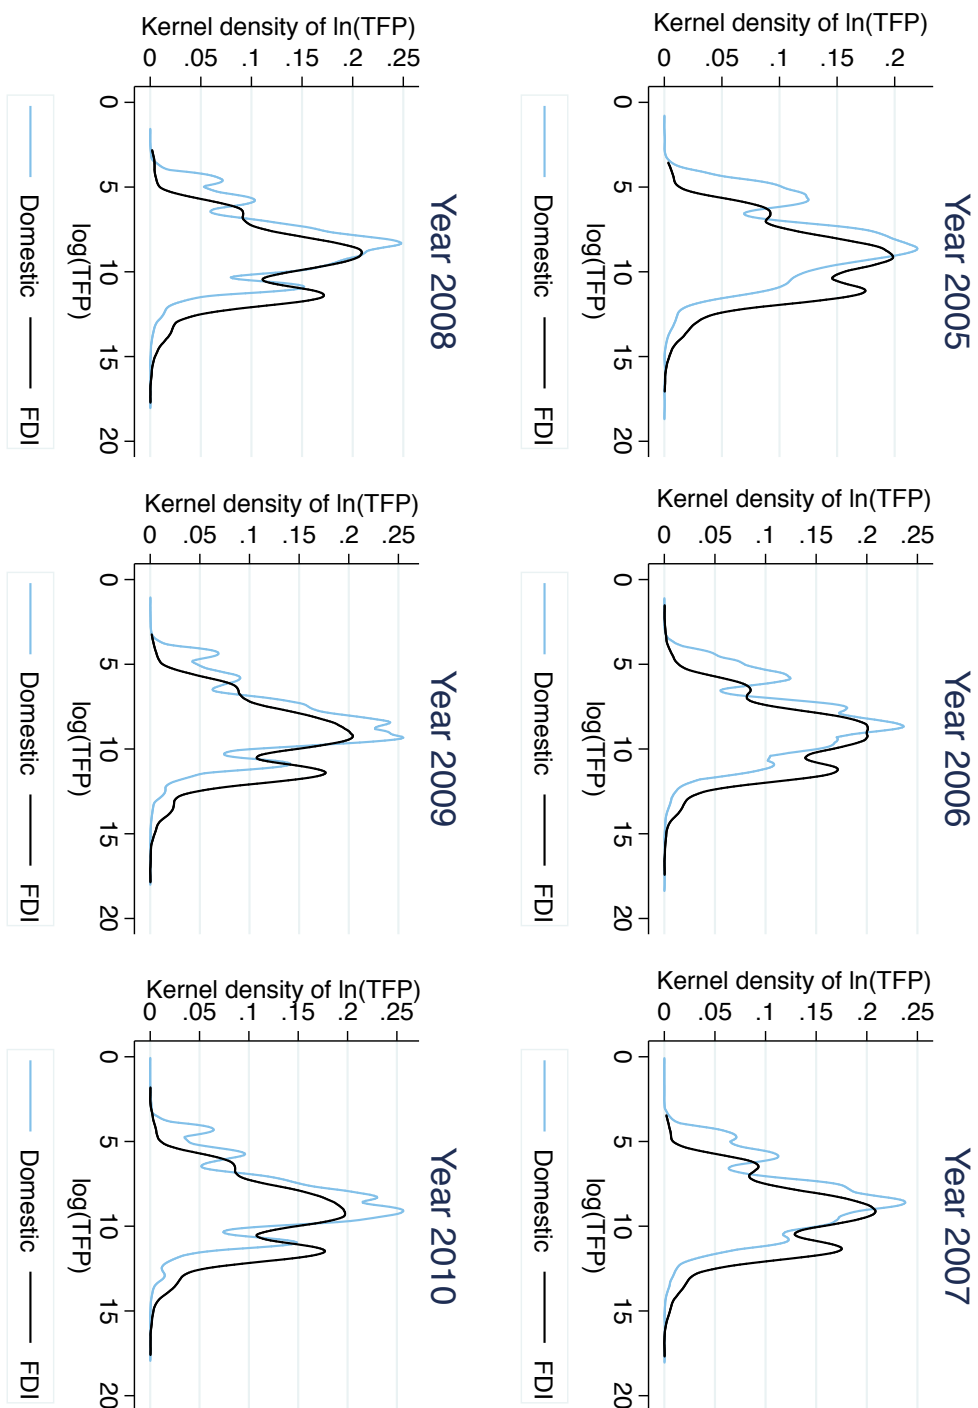 Year 2005
Kernel density of ln(TFP)
0 .05 .1 .15 .2
0 5 10 15 20
log(TFP)
Domestic FDI
Year 2006
Kernel density of ln(TFP)
0 .05 .1 .15 .2 .25
0 5 10 15 20
log(TFP)
Domestic FDI
Year 2007
Kernel density of ln(TFP)
0 .05 .1 .15 .2 .25
0 5 10 15 20
log(TFP)
Domestic FDI
Year 2008
Kernel density of ln(TFP)
0 .05 .1 .15 .2 .25
0 5 10 15 20
log(TFP)
Domestic FDI
Year 2009
Kernel density of ln(TFP)
0 .05 .1 .15 .2 .25
0 5 10 15 20
log(TFP)
Domestic FDI
Year 2010
Kernel density of ln(TFP)
0 .05 .1 .15 .2 .25
0 5 10 15 20
log(TFP)
Domestic FDI